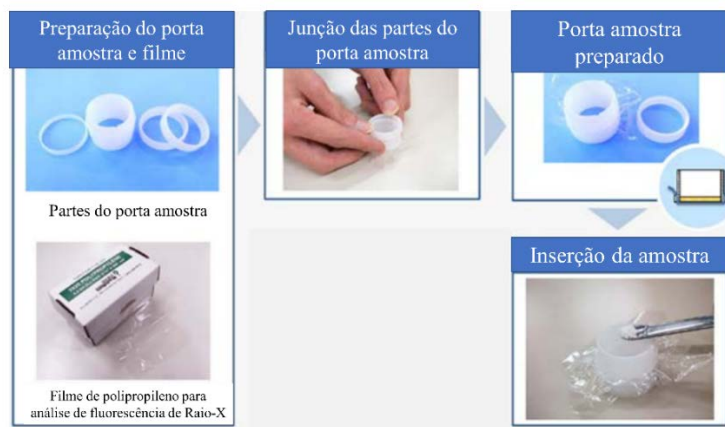 Preparação do porta
amostra e filme
Junção das partes do
porta amostra
Porta amostra
preparado
Partes do porta amostra
Inserção da amostra
Filme de polipropileno para
análise de fluorescência de Raio-X